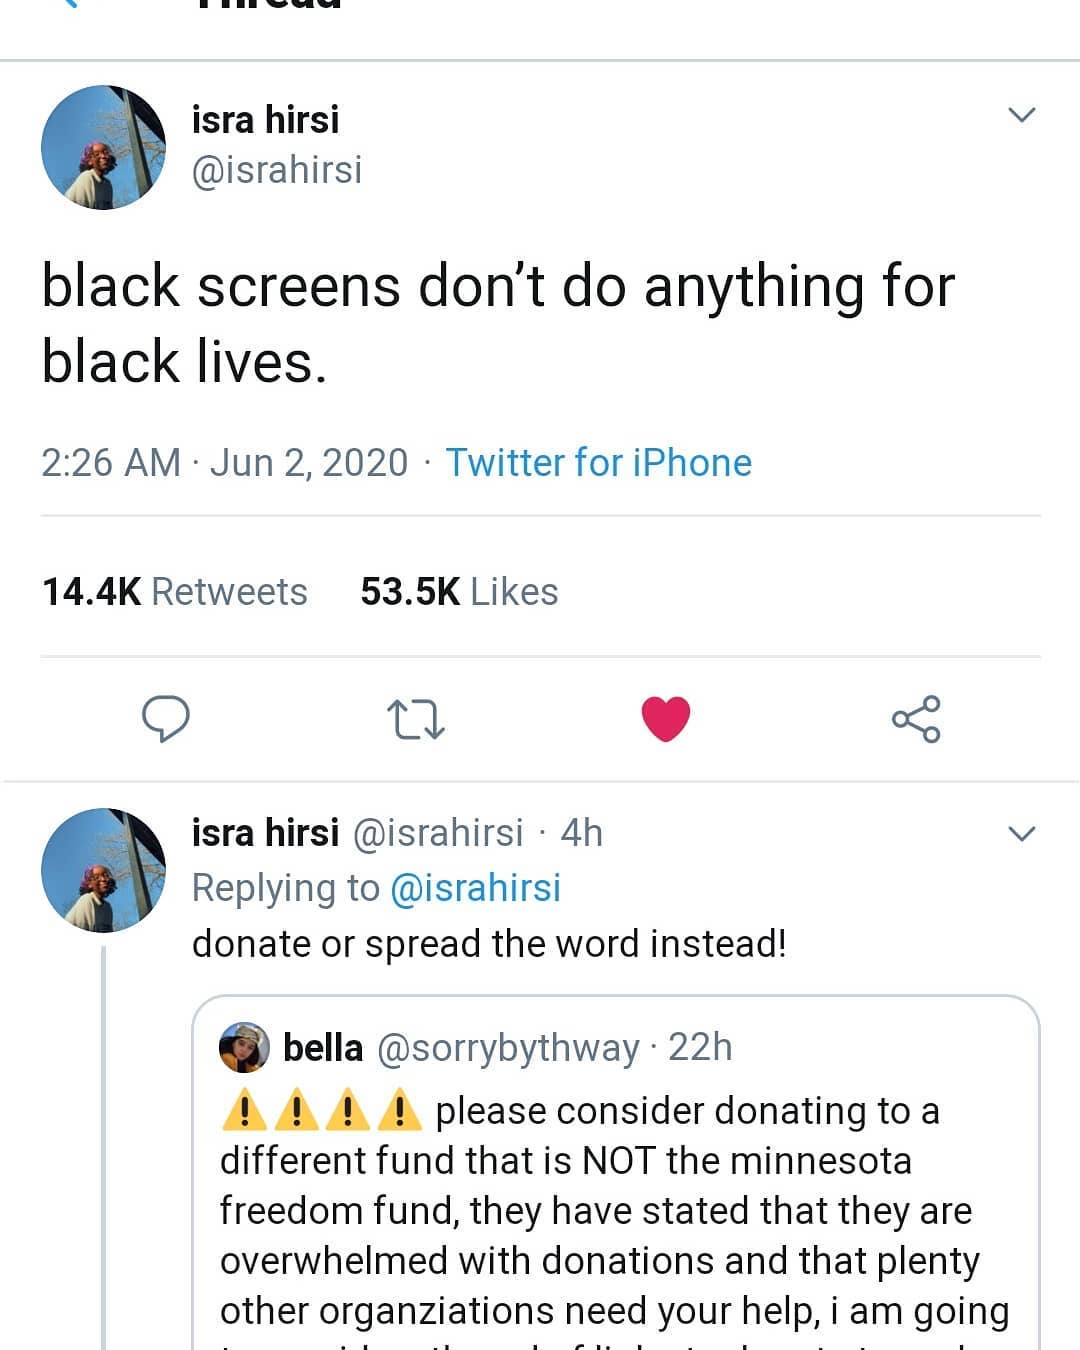 Thread
isra hirsi
@israhirsi
black screens don't do anything for
black lives.
2:26 AM · Jun 2, 2020 · Twitter for iPhone
14.4K Retweets 53.5K Likes
isra hirsi @israhirsi · 4h
Replying to @israhirsi
donate or spread the word instead!
bella @sorrybythway · 22h
⚠️⚠️⚠️⚠️ please consider donating to a
different fund that is NOT the minnesota
freedom fund, they have stated that they are
overwhelmed with donations and that plenty
other organziations need your help, i am going